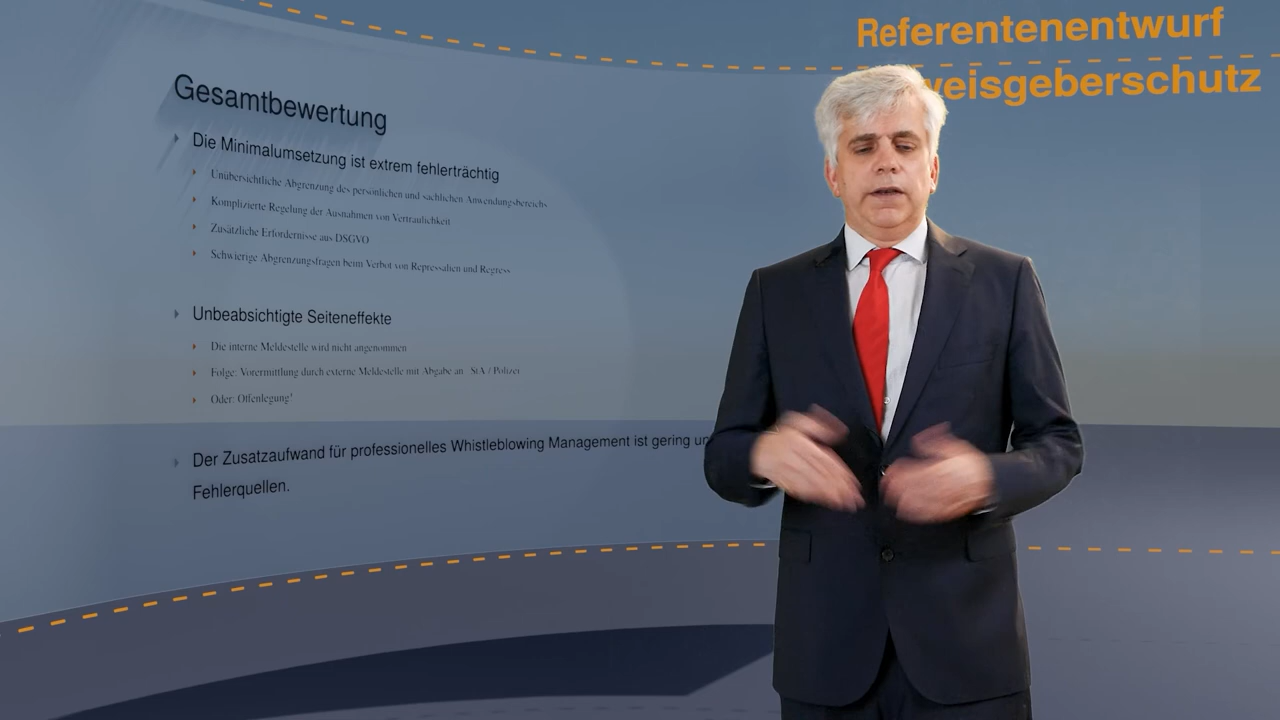 Referentenentwurf
weisgeberschutz
Gesamtbewertung
Die Minimalumsetzung ist extrem fehlerträchtig
Unübersichtliche Abgrenzung des persönlichen und sachlichen Anwendungsbereichs
Komplizierte Regelung der Ausnahmen von Vertraulichkeit
Zusätzliche Erfordernisse aus DSGVO
Schwierige Abgrenzungsfragen beim Verbot von Repressalien und Regress
Unbeabsichtigte Seiteneffekte
Die interne Meldestelle wird nicht angenommen
Folge: Vorermittlung durch externe Meldestelle mit Abgabe an StA / Polizei
Oder: Offenlegung!
Der Zusatzaufwand für professionelles Whistleblowing Management ist gering
Fehlerquellen.